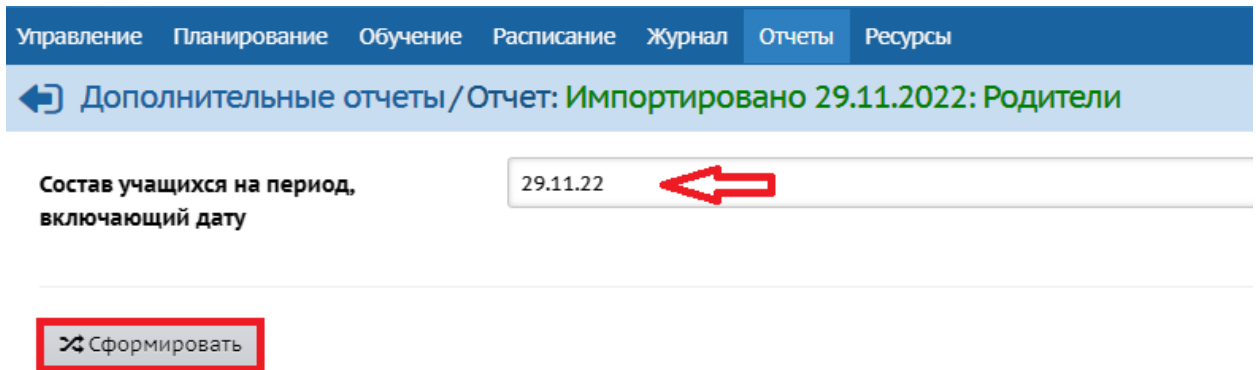 Управление Планирование Обучение Расписание Журнал Отчеты Ресурсы
Дополнительные отчеты/Отчет: Импортировано 29.11.2022: Родители
Состав учащихся на период,
включающий дату
29.11.22
Сформировать